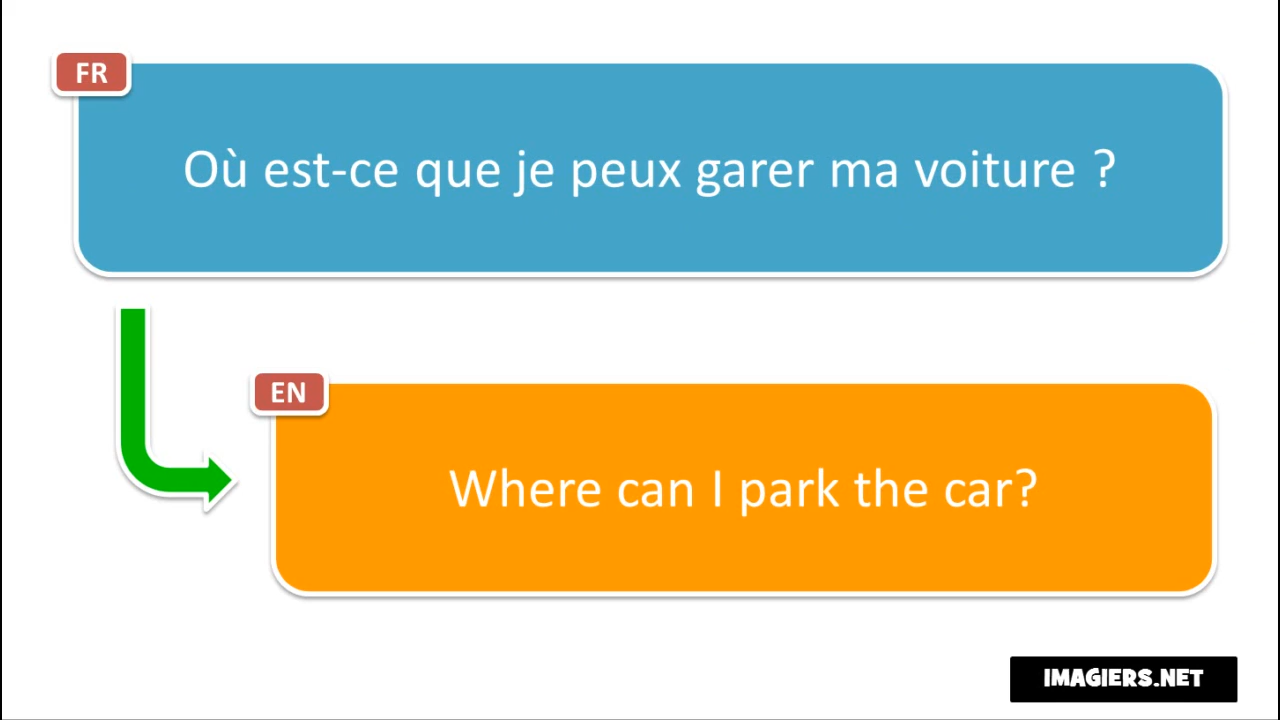 FR
Où est-ce que je peux garer ma voiture ?
EN
Where can I park the car?
IMAGIERS.NET